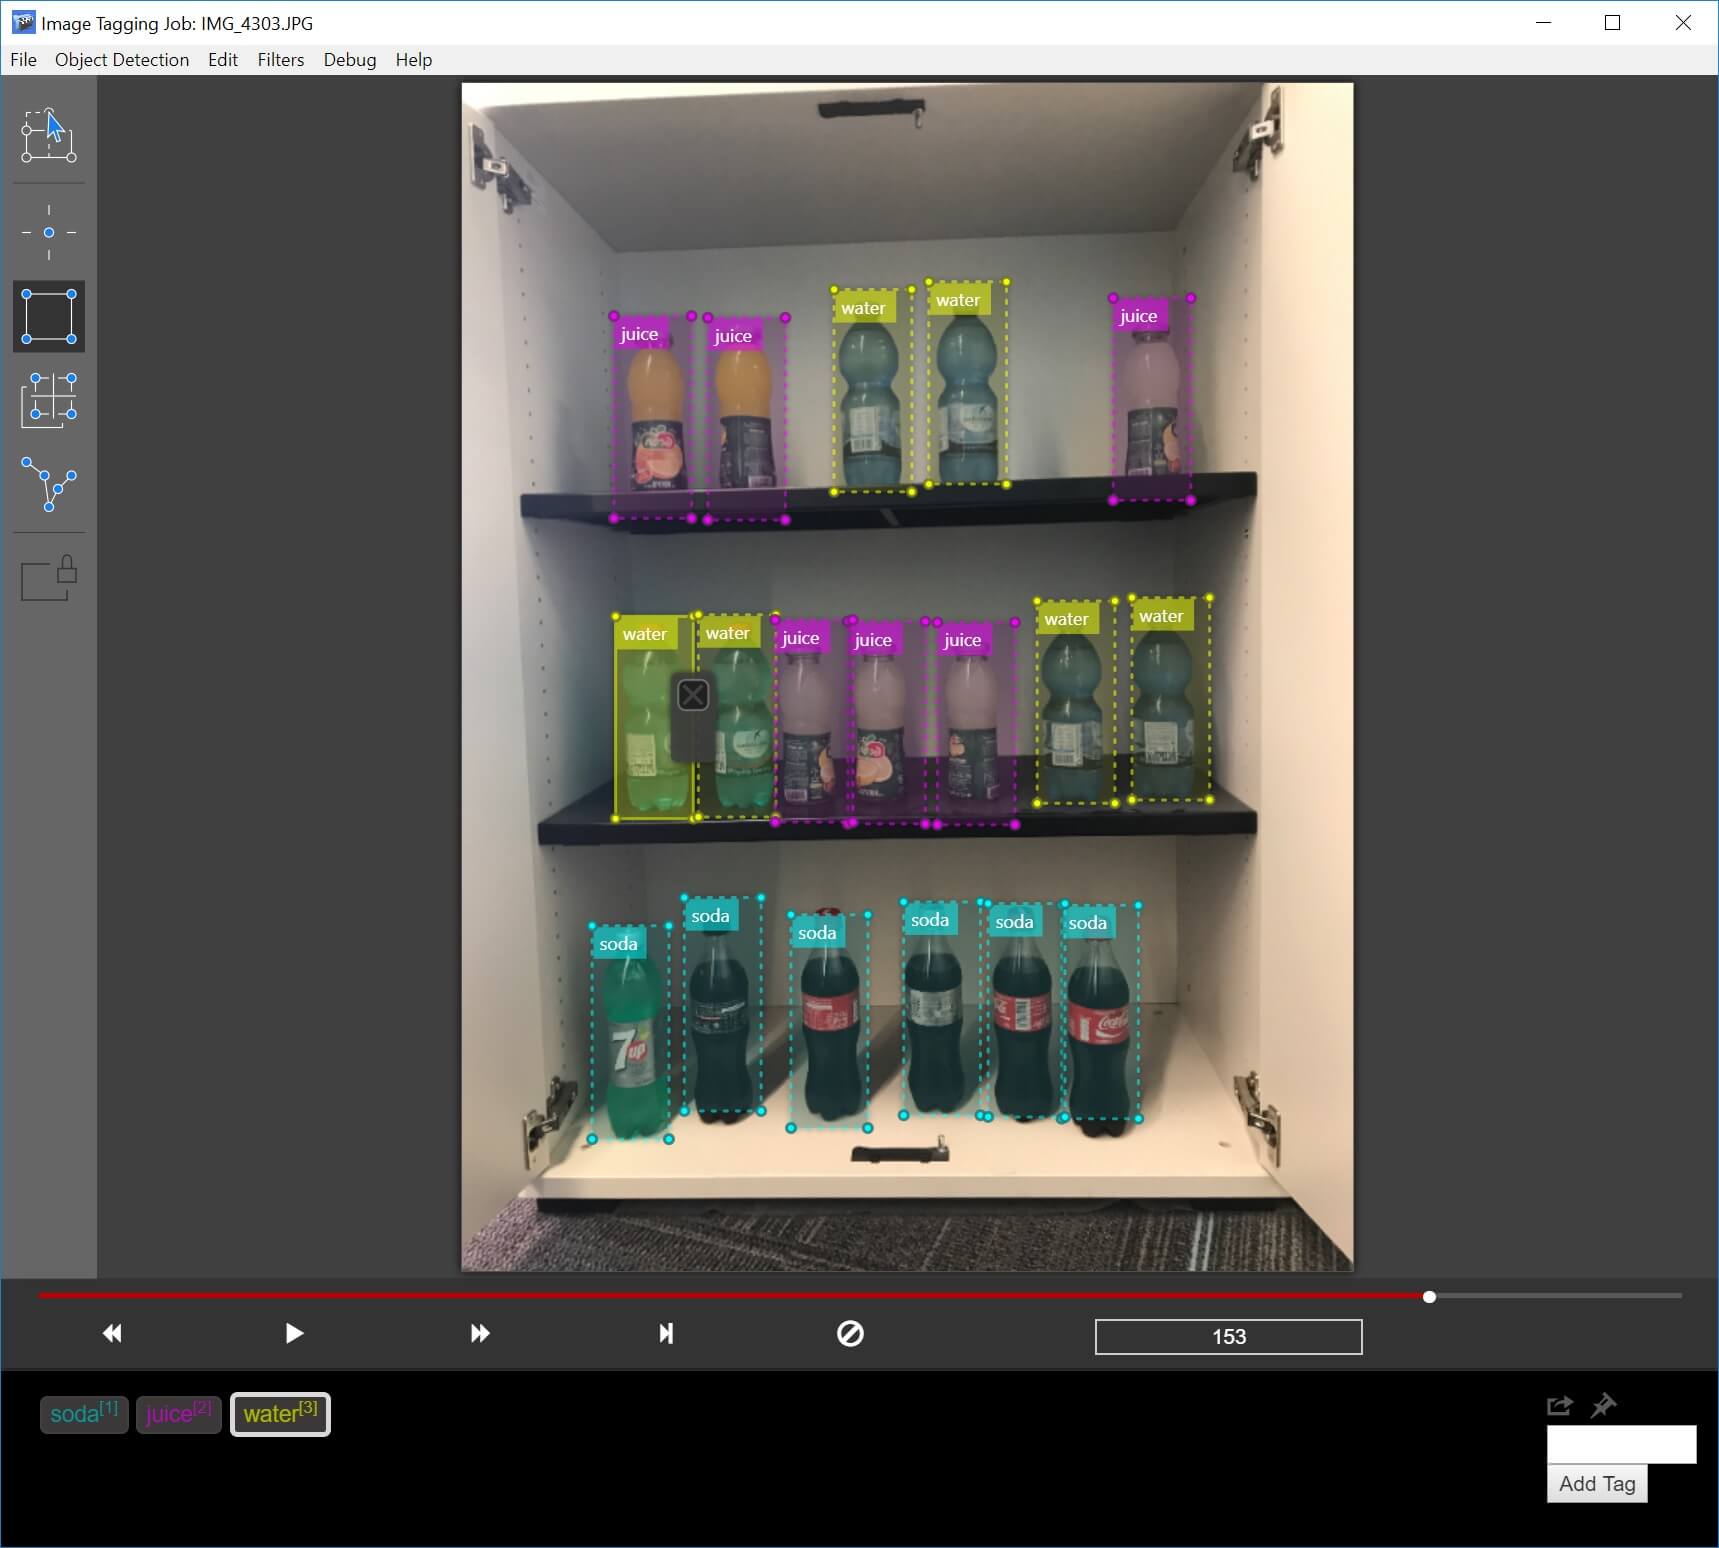 Image Tagging Job: IMG_4303.JPG
File Object Detection Edit Filters Debug Help
juice
juice
water
water
juice
water
water
juice
juice
juice
water
water
soda
soda
soda
soda
soda
soda
7up
Coca-Cola
153
soda[1] juice[2] water[3]
Add Tag